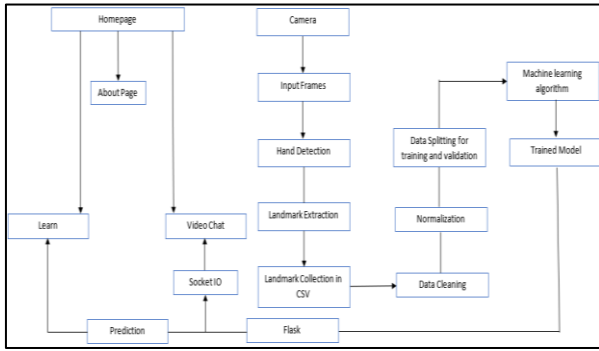 Homepage
Camera
Machine learning
algorithm
About Page
Input Frames
Data Splitting for
training and validation
Hand Detection
Trained Model
Learn
Video Chat
Landmark Extraction
Normalization
Socket IO
Landmark Collection in
CSV
Data Cleaning
Prediction
Flask